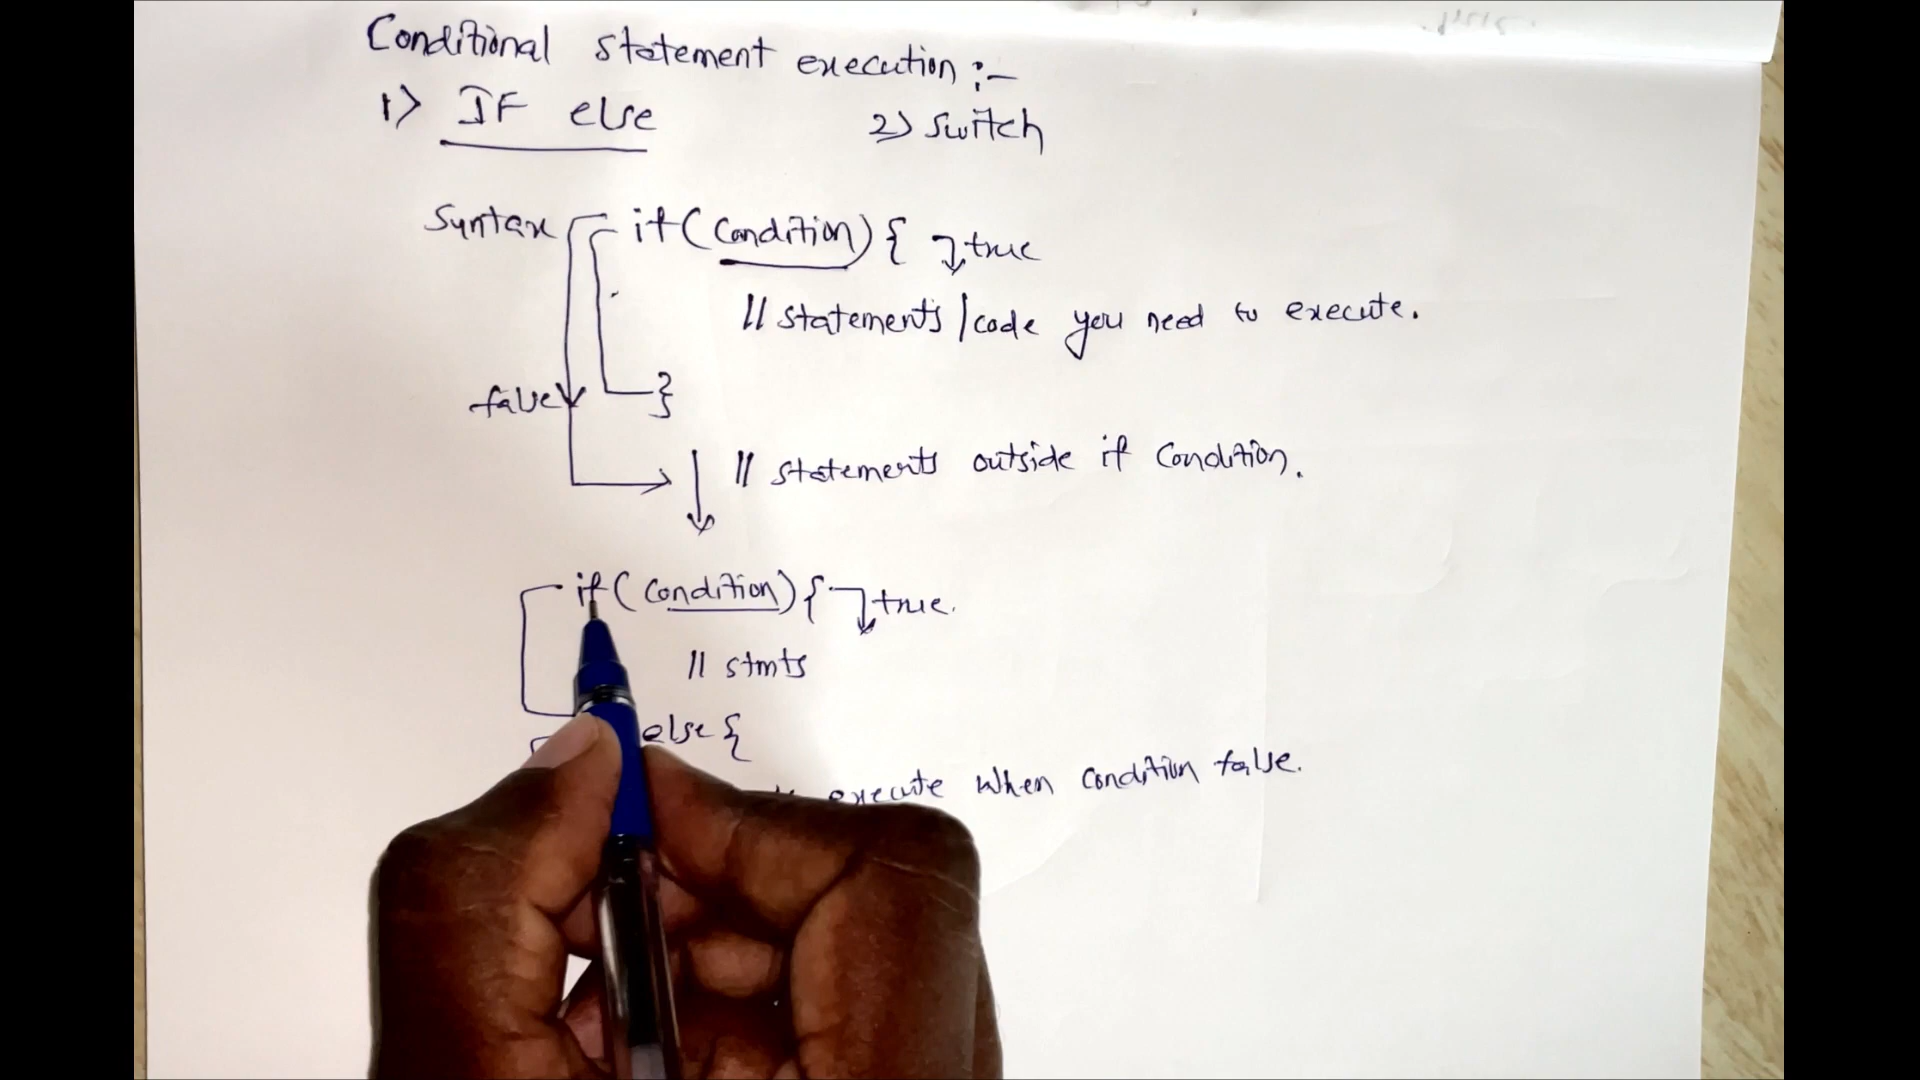 Conditional statement execution :-
1) IF else 2) switch
Syntax if (condition) { true
// statements / code you need to execute.
false }
// statements outside if condition.
if (condition) { true.
// stmts
else {
execute when condition false.